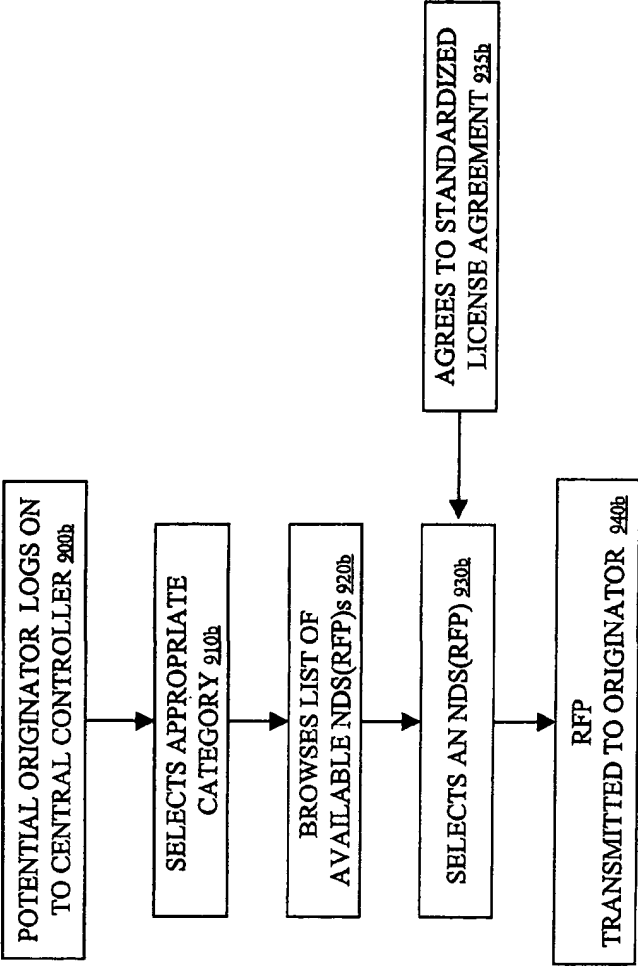 POTENTIAL ORIGINATOR LOGS ON
TO CENTRAL CONTROLLER 900b
SELECTS APPROPRIATE
CATEGORY 910b
BROWSES LIST OF
AVAILABLE NDS(RFP)s 920b
SELECTS AN NDS(RFP) 930b
AGREES TO STANDARDIZED
LICENSE AGREEMENT 935b
RFP
TRANSMITTED TO ORIGINATOR 940b